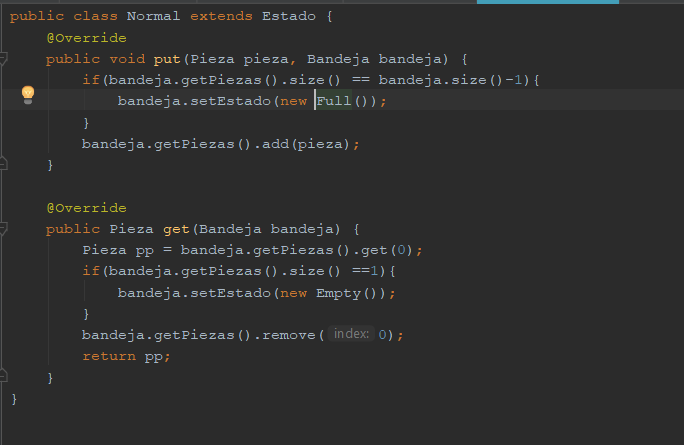 public class Normal extends Estado {
@Override
public void put(Pieza pieza, Bandeja bandeja) {
if(bandeja.getPiezas().size() == bandeja.size()-1){
bandeja.setEstado(new Full());
}
bandeja.getPiezas().add(pieza);
}
@Override
public Pieza get(Bandeja bandeja) {
Pieza pp = bandeja.getPiezas().get(0);
if(bandeja.getPiezas().size() ==1){
bandeja.setEstado(new Empty());
}
bandeja.getPiezas().remove( index: 0);
return pp;
}
}